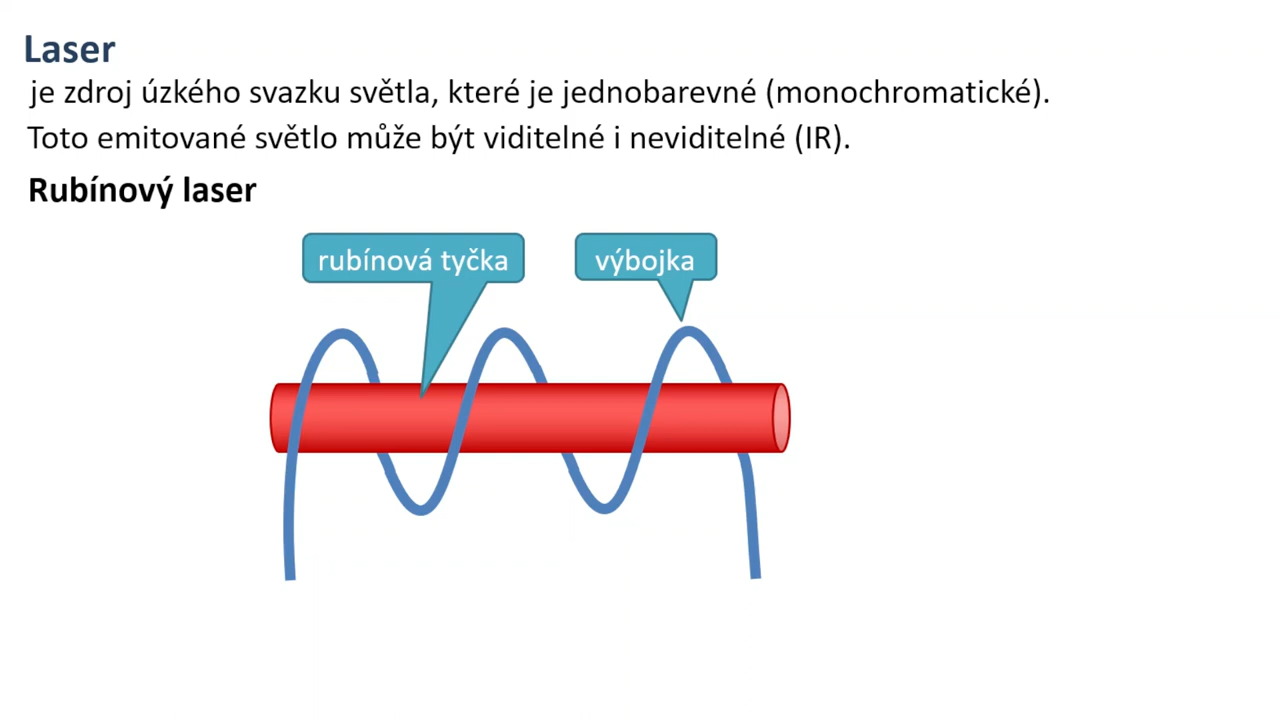 Laser
je zdroj úzkého svazku světla, které je jednobarevné (monochromatické).
Toto emitované světlo může být viditelné i neviditelné (IR).
Rubínový laser
rubínová tyčka
výbojka